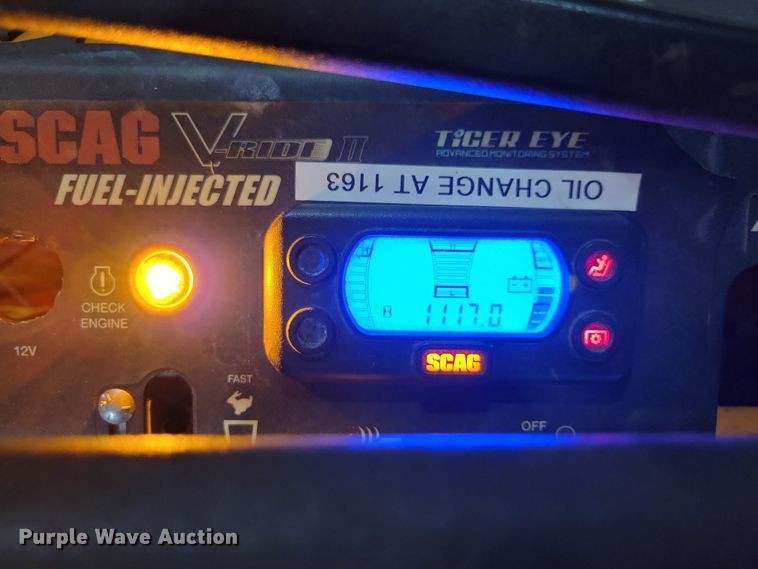 SCAG V-RIDE II
TIGER EYE
ADVANCED MONITORING SYSTEM
FUEL-INJECTED
OIL CHANGE AT 1163
CHECK
ENGINE
12V
1117.0
SCAG
FAST
OFF
Purple Wave Auction